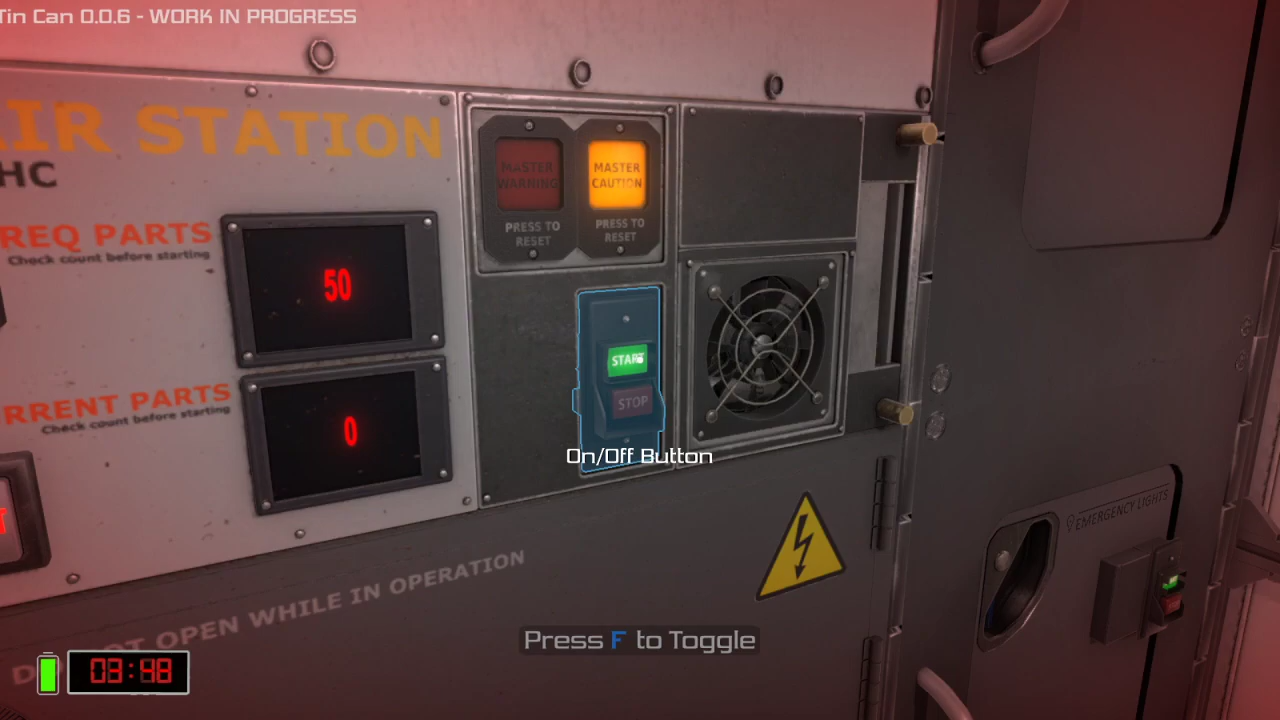 Tin Can 0.0.6 - WORK IN PROGRESS
AIR STATION
HC
REQ PARTS
Check count before starting
50
RRENT PARTS
Check count before starting
0
MASTER
WARNING
PRESS TO
RESET
MASTER
CAUTION
PRESS TO
RESET
START
STOP
On/Off Button
DO NOT OPEN WHILE IN OPERATION
EMERGENCY LIGHTS
Press F to Toggle
03:48